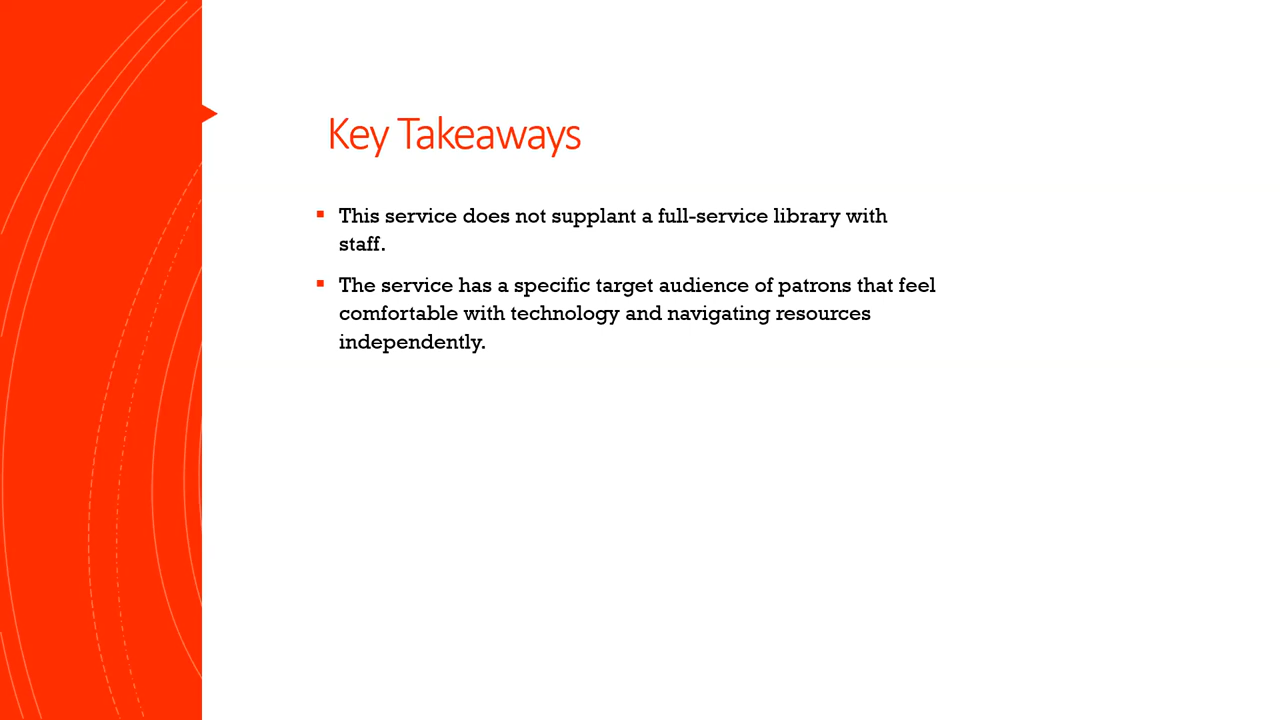 Key Takeaways
This service does not supplant a full-service library with
staff.
The service has a specific target audience of patrons that feel
comfortable with technology and navigating resources
independently.